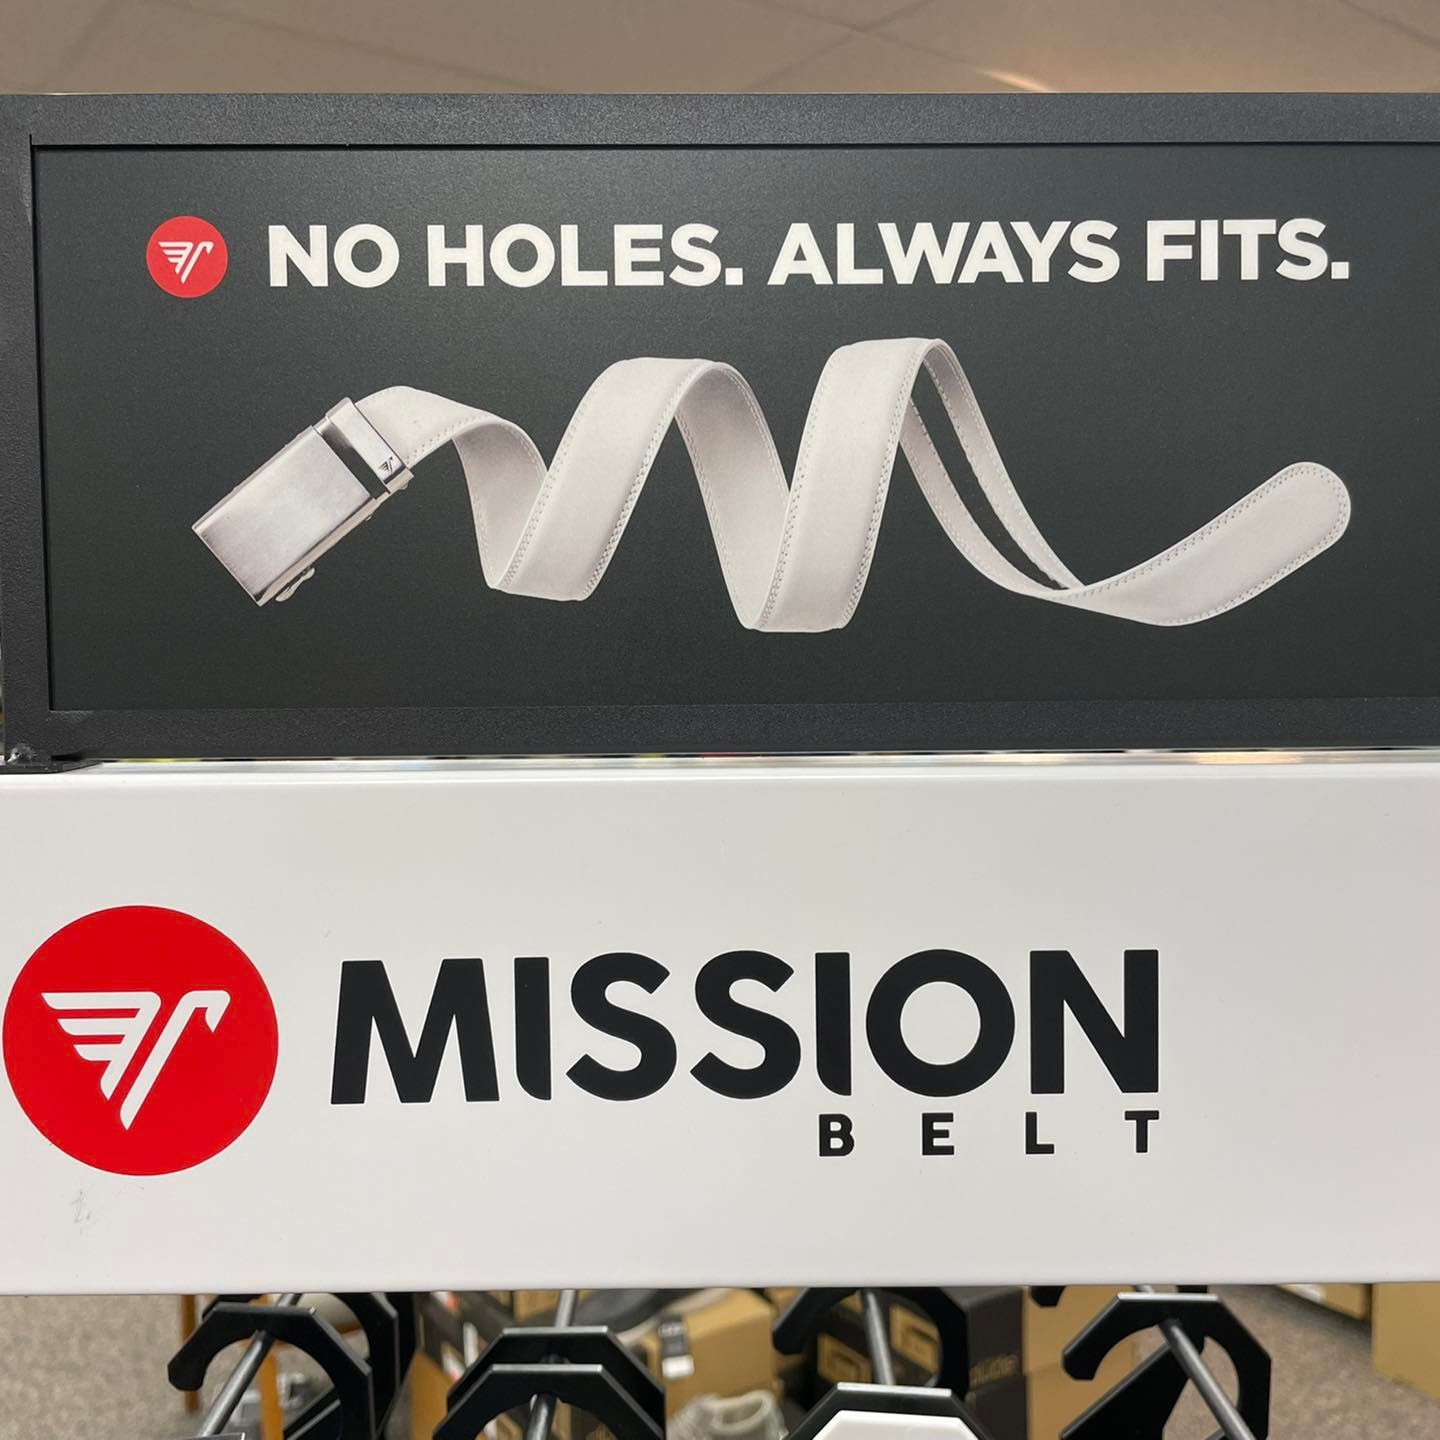 NO HOLES. ALWAYS FITS.
MISSION
BELT